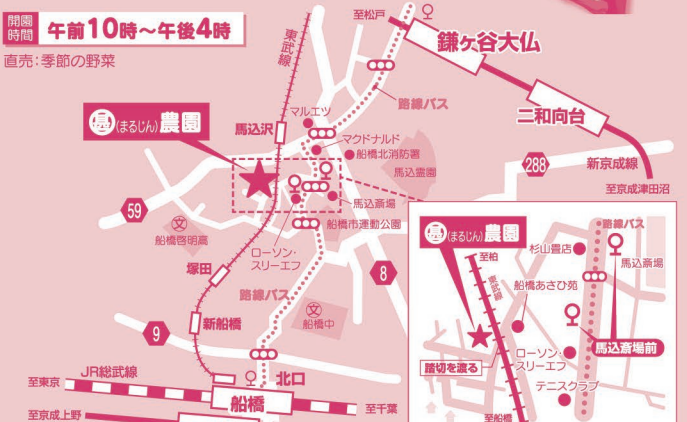 開園時間 午前10時～午後4時
直売：季節の野菜
至松戸
鎌ヶ谷大仏
東武線
路線バス
二和向台
マルエツ
馬込沢
マクドナルド
船橋北消防署
馬込霊園
288
新京成線
至京成津田沼
基(まるじん)農園
59
文
船橋啓明高
馬込斎場
船橋市運動公園
ローソン・
スリーエフ
8
塚田
路線バス
新船橋
文
船橋中
9
北口
JR総武線
至東京
船橋
至千葉
至京成上野
基(まるじん)農園
路線バス
至柏
杉山畳店
馬込斎場
東武線
船橋あさひ苑
馬込斎場前
ローソン・
スリーエフ
踏切を渡る
テニスクラブ
至船橋